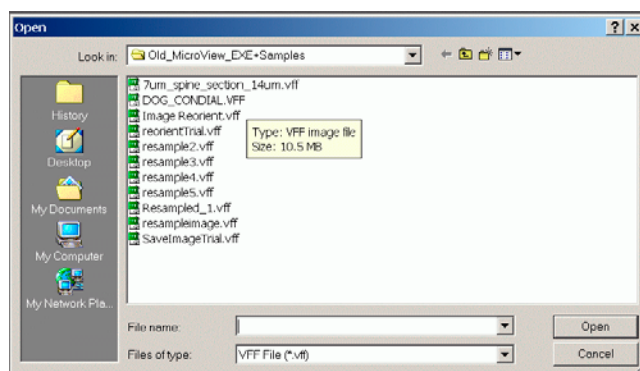 Open
Look in: Old_MicroView_EXE+Samples
History
Desktop
My Documents
My Computer
My Network Pla...
7um_spine_section_14um.vff
DOG_CONDIAL.VFF
Image Reorient.vff
reorientTrial.vff
resample2.vff
resample3.vff
resample4.vff
resample5.vff
Resampled_1.vff
resampleimage.vff
SaveImageTrial.vff
Type: VFF image file
Size: 10.5 MB
File name:
Open
Files of type: VFF File (*.vff)
Cancel